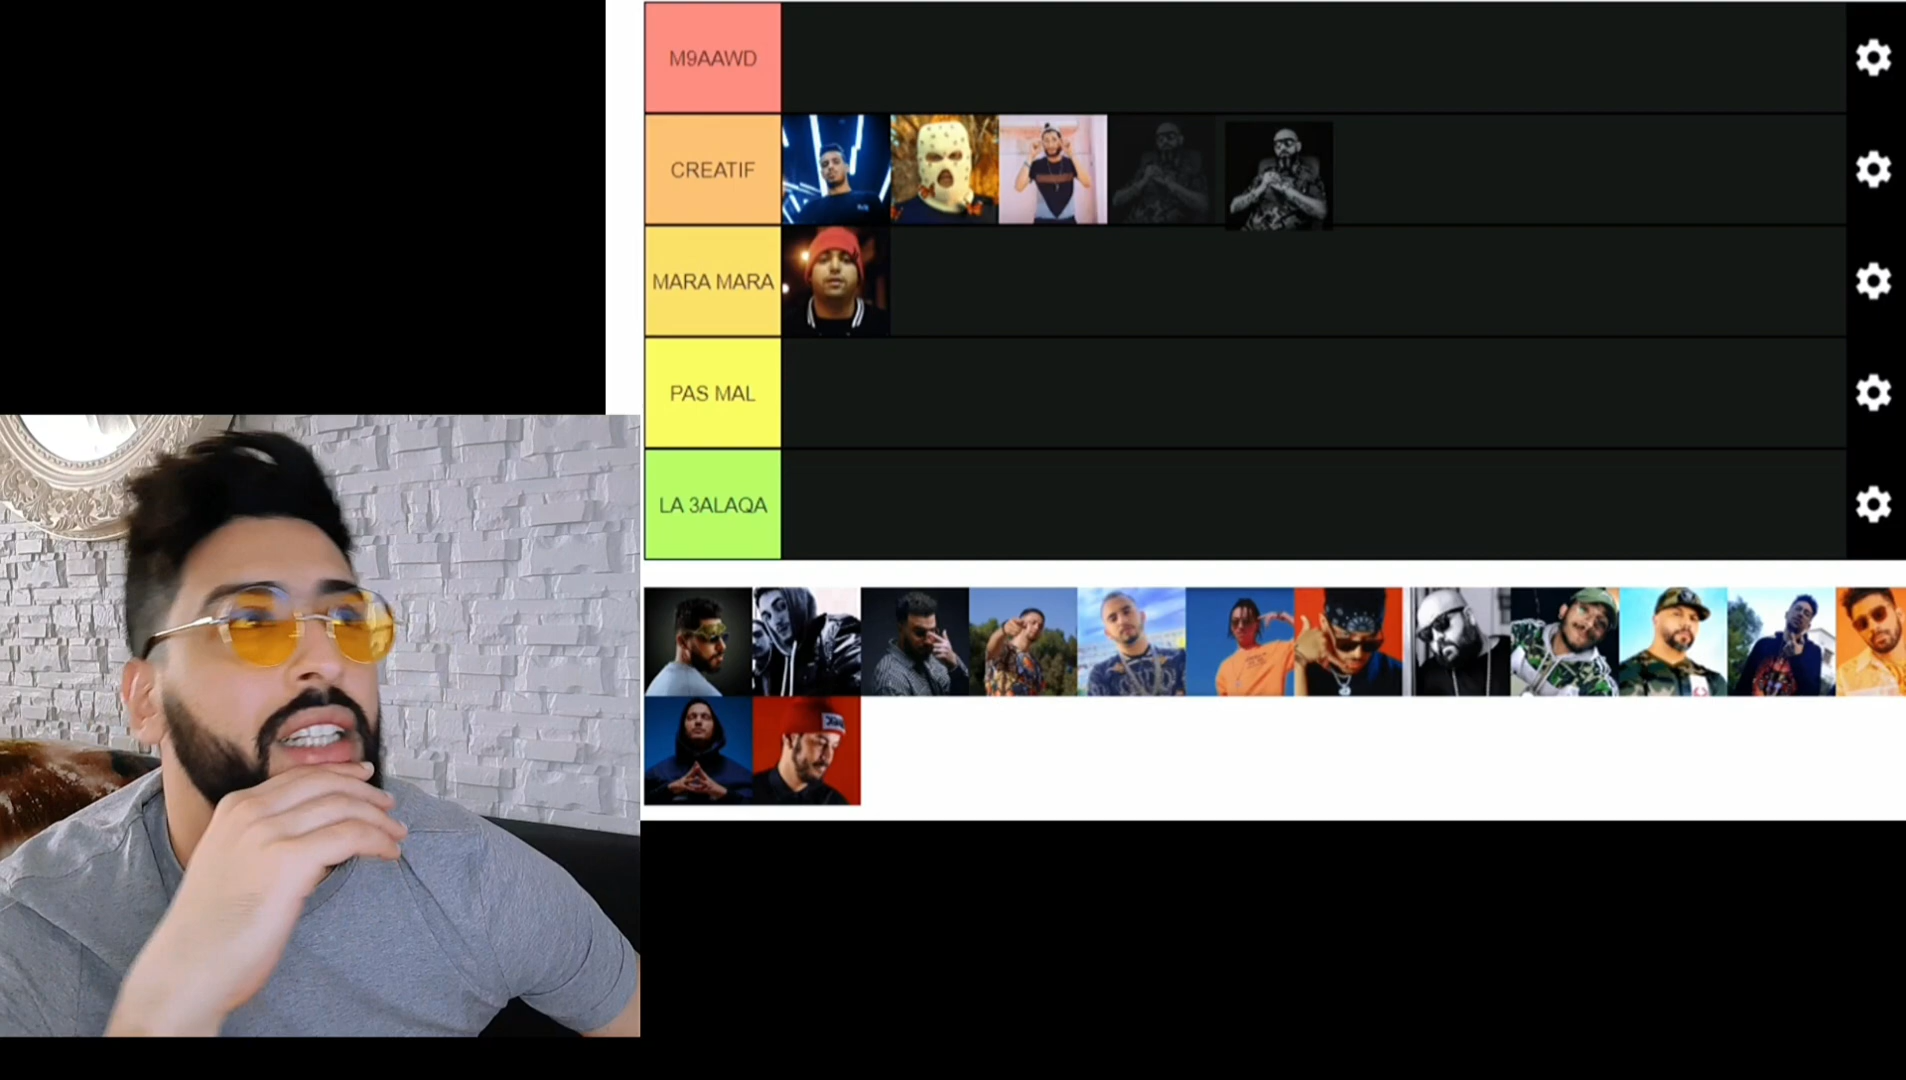 M9AAWD
CREATIF
MARA MARA
PAS MAL
LA 3ALAQA